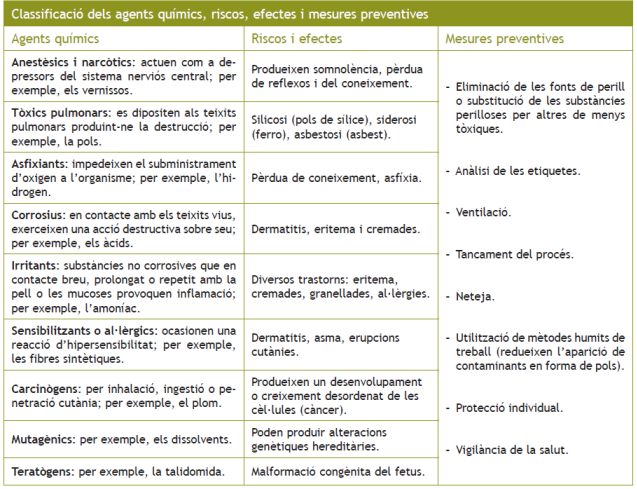 Classificació dels agents químics, riscos, efectes i mesures preventives
Agents químics
Riscos i efectes
Mesures preventives
Anestèsics i narcòtics: actuen com a de-
pressors del sistema nerviós central; per
exemple, els vernissos.
Produeixen somnolència, pèrdua
de reflexos i del coneixement.
Tòxics pulmonars: es dipositen als teixits
pulmonars produint-ne la destrucció; per
exemple, la pols.
Silicosi (pols de sílice), siderosi
(ferro), asbestosi (asbest).
Asfixiants: impedeixen el subministrament
d'oxigen a l'organisme; per exemple, l'hi-
drogen.
Pèrdua de coneixement, asfíxia.
Corrosius: en contacte amb els teixits vius,
exerceixen una acció destructiva sobre seu;
per exemple, els àcids.
Dermatitis, eritema i cremades.
Irritants: substàncies no corrosives que en
contacte breu, prolongat o repetit amb la
pell o les mucoses provoquen inflamació;
per exemple, l'amoníac.
Diversos trastorns: eritema,
cremades, granellades, al·lèrgies.
Sensibilitzants o al·lèrgics: ocasionen una
reacció d'hipersensibilitat; per exemple,
les fibres sintètiques.
Dermatitis, asma, erupcions
cutànies.
Carcinògens: per inhalació, ingestió o pe-
netració cutània; per exemple, el plom.
Produeixen un desenvolupament
o creixement desordenat de les
cèl·lules (càncer).
Mutagènics: per exemple, els dissolvents.
Poden produir alteracions
genètiques hereditàries.
Teratògens: per exemple, la talidomida.
Malformació congènita del fetus.
- Eliminació de les fonts de perill
o substitució de les substàncies
perilloses per altres de menys
tòxiques.
- Anàlisi de les etiquetes.
- Ventilació.
- Tancament del procés.
- Neteja.
- Utilització de mètodes humits de
treball (redueixen l'aparició de
contaminants en forma de pols).
- Protecció individual.
- Vigilància de la salut.